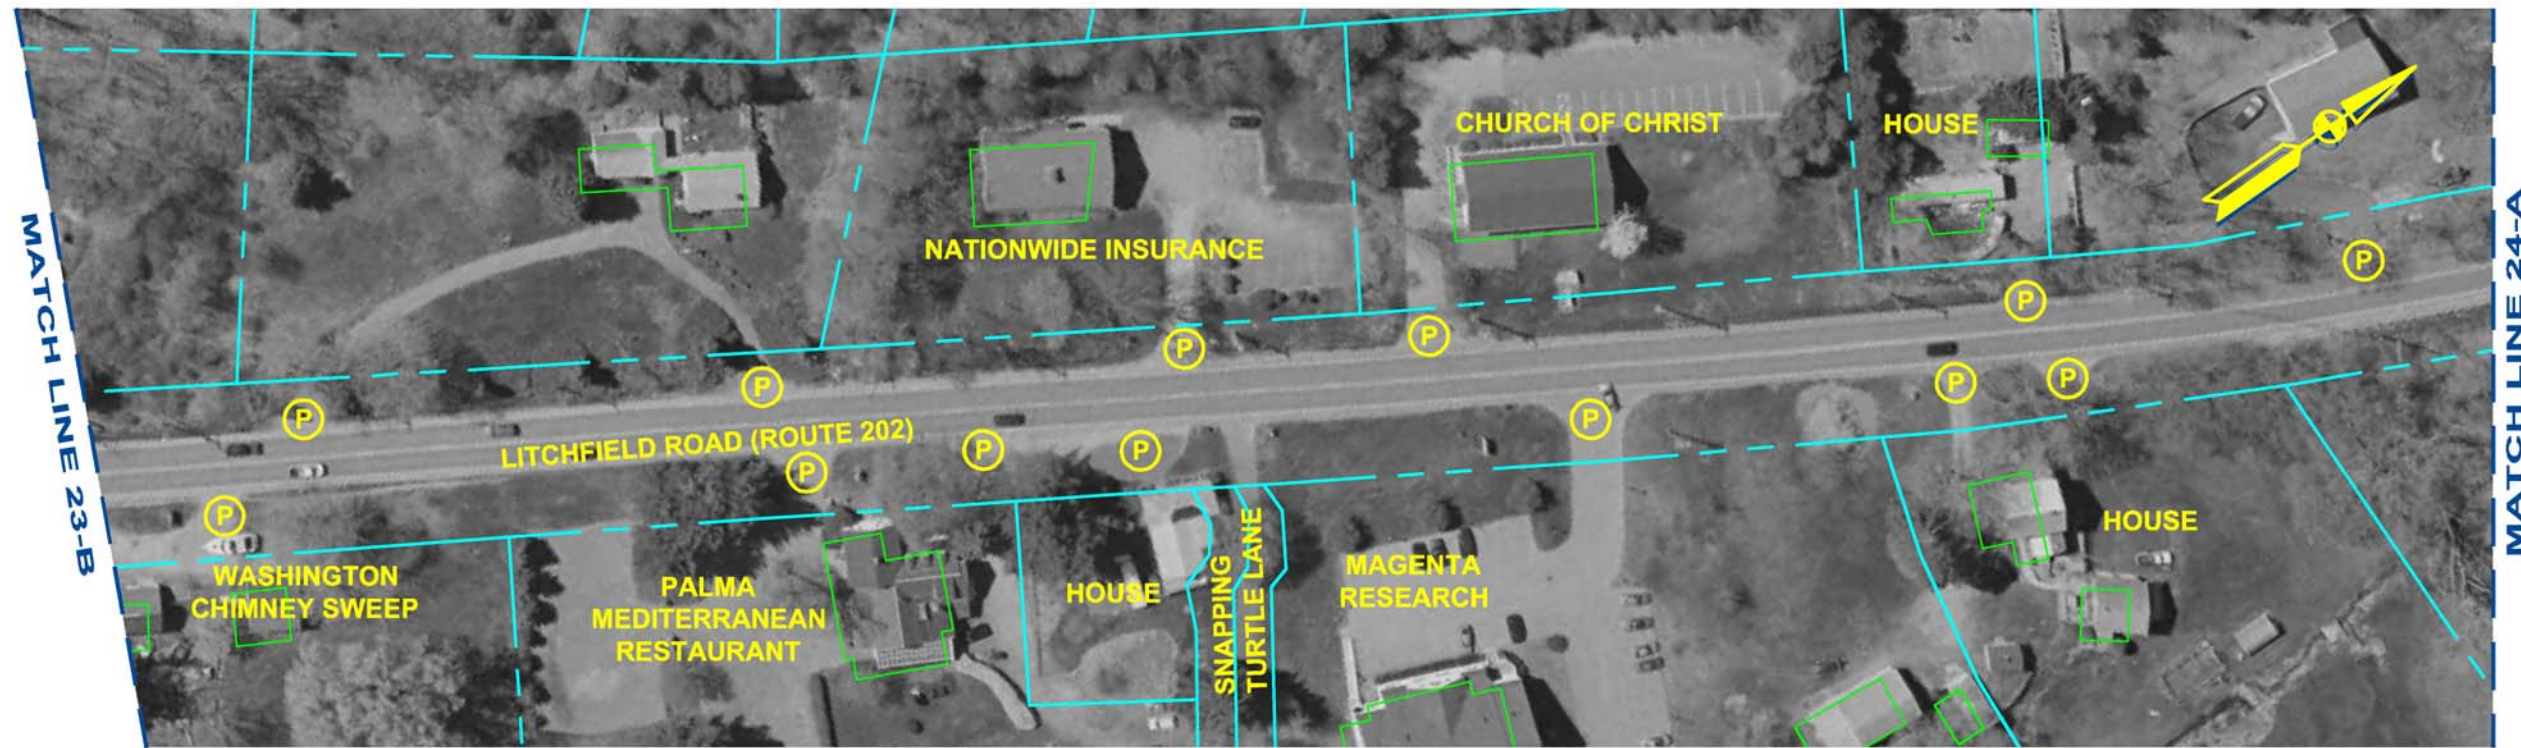 MATCH LINE 23-B
MATCH LINE 24-A
CHURCH OF CHRIST
HOUSE
NATIONWIDE INSURANCE
P
P
P
P
P
P
LITCHFIELD ROAD (ROUTE 202)
P
P
P
P
P
P
P
WASHINGTON
CHIMNEY SWEEP
PALMA
MEDITERRANEAN
RESTAURANT
HOUSE
SNAPPING
TURTLE LANE
MAGENTA
RESEARCH
HOUSE